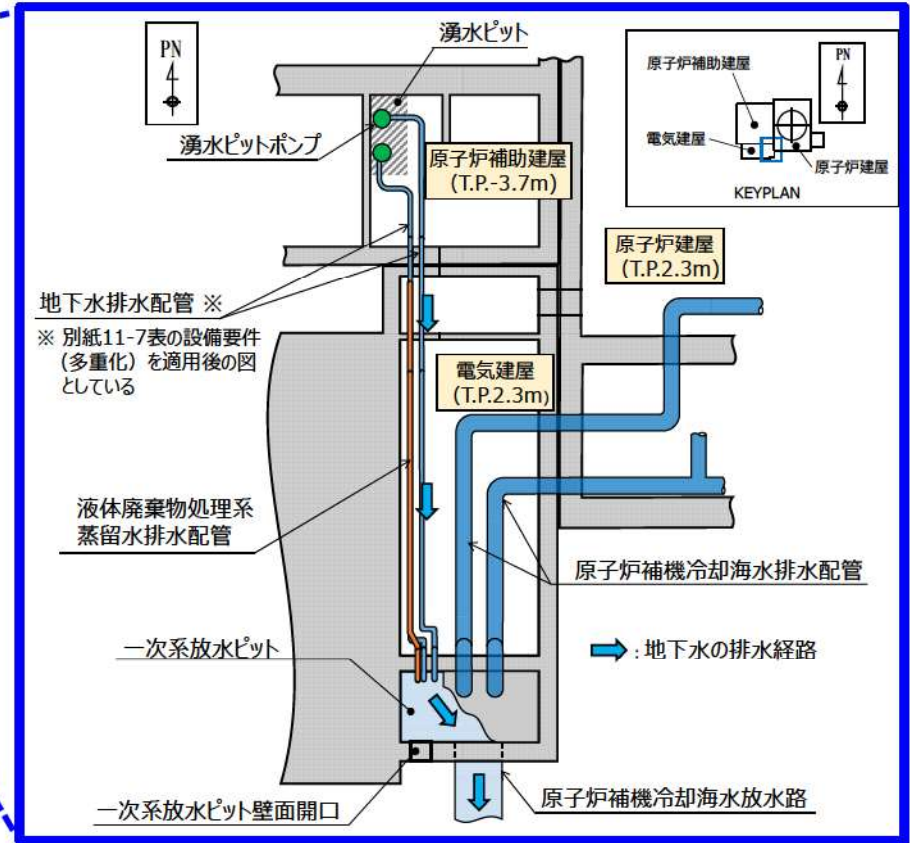 PN
湧水ピット
湧水ピットポンプ
原子炉補助建屋
(T.P.-3.7m)
原子炉補助建屋
PN
電気建屋
原子炉建屋
KEYPLAN
原子炉建屋
(T.P.2.3m)
地下水排水配管 ※
※ 別紙11-7表の設備要件
(多重化) を適用後の図
としている
電気建屋
(T.P.2.3m)
液体廃棄物処理系
蒸留水排水配管
原子炉補機冷却海水排水配管
一次系放水ピット
:地下水の排水経路
原子炉補機冷却海水放水路
一次系放水ピット壁面開口